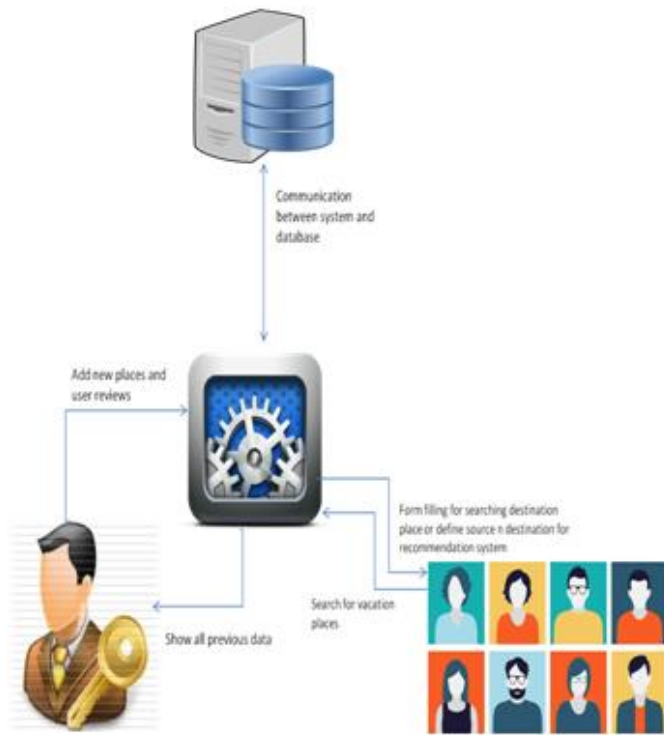 Communication
between system and
database
Add new places and
user reviews
Form filling for searching destination
place or define source n destination for
recommendation system
Search for vacation
places
Show all previous data